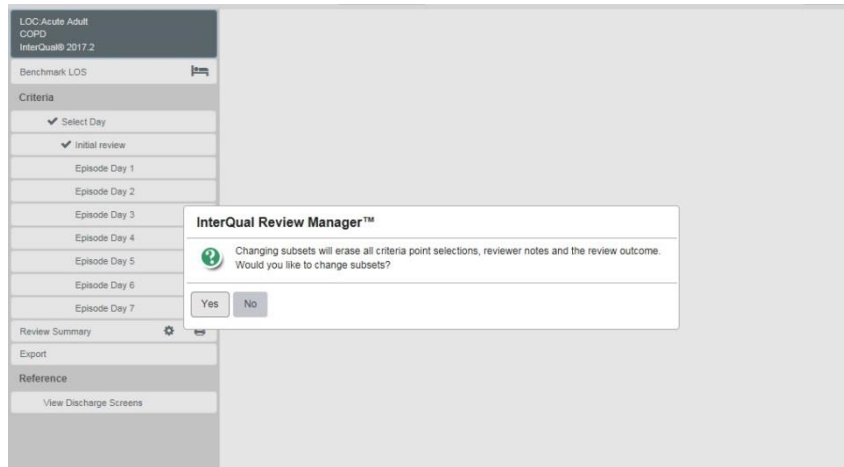 LOC:Acute Adult
COPD
InterQual® 2017.2
Benchmark LOS
Criteria
Select Day
Initial review
Episode Day 1
Episode Day 2
Episode Day 3
Episode Day 4
Episode Day 5
Episode Day 6
Episode Day 7
Review Summary
Export
Reference
View Discharge Screens
InterQual Review Manager™
Changing subsets will erase all criteria point selections, reviewer notes and the review outcome.
Would you like to change subsets?
Yes No